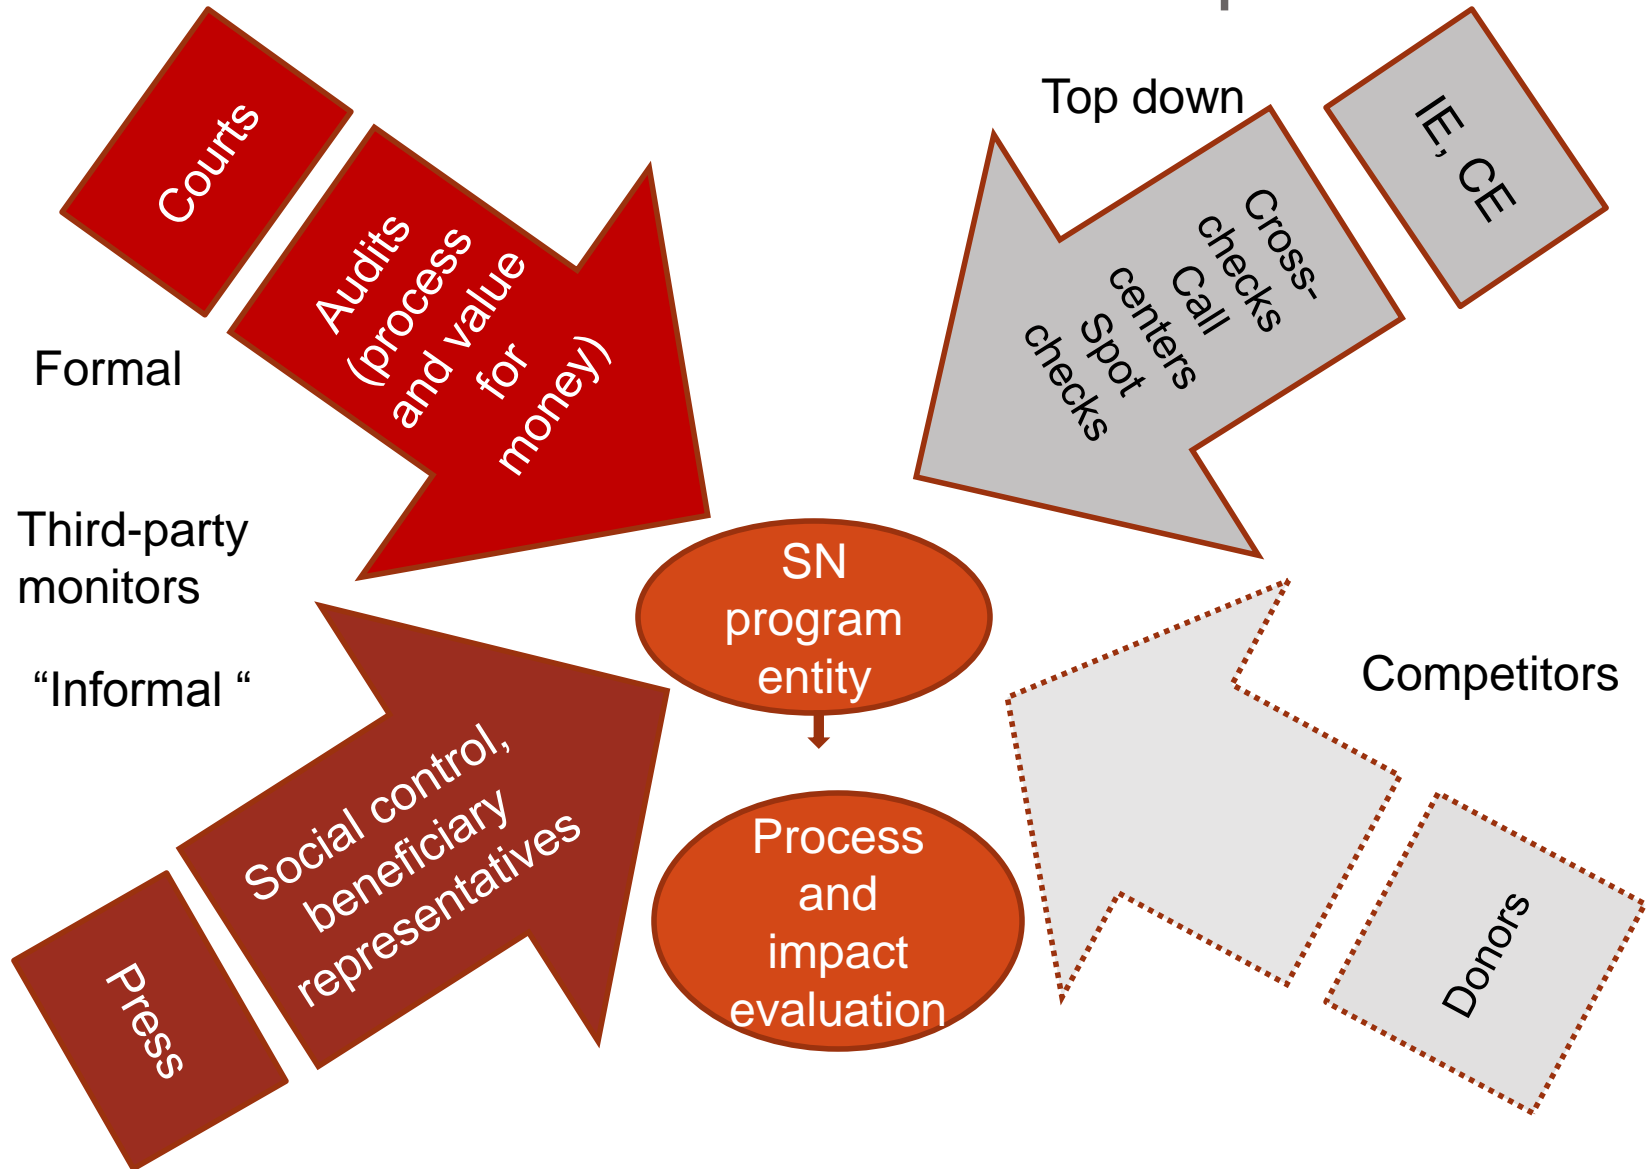 Courts
Audits
(process
and value
for
money)
Top down
IE, CE
Cross-
checks
Call
centers
Spot
checks
Formal
Third-party
monitors
“Informal “
SN
program
entity
Competitors
Social control,
beneficiary
representatives
Press
Process
and
impact
evaluation
Donors